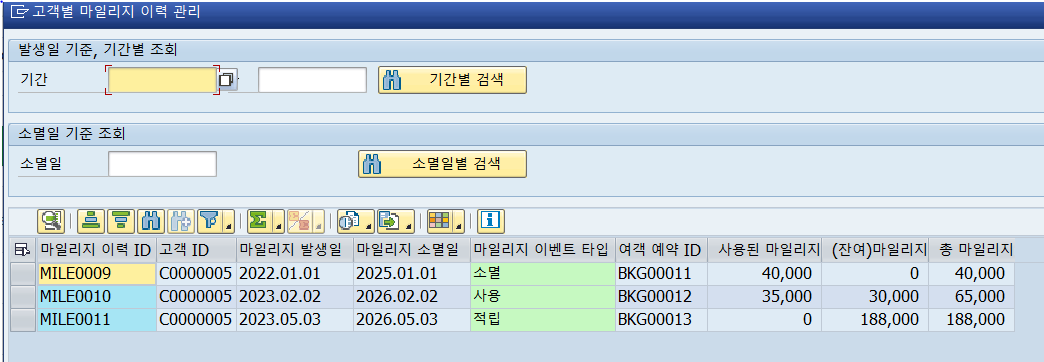 고객별 마일리지 이력 관리
발생일 기준, 기간별 조회
기간 기간별 검색
소멸일 기준 조회
소멸일 소멸일별 검색
마일리지 이력 ID 고객 ID 마일리지 발생일 마일리지 소멸일 마일리지 이벤트 타입 여객 예약 ID 사용된 마일리지 (잔여)마일리지 총 마일리지
MILE0009 C0000005 2022.01.01 2025.01.01 소멸 BKG00011 40,000 0 40,000
MILE0010 C0000005 2023.02.02 2026.02.02 사용 BKG00012 35,000 30,000 65,000
MILE0011 C0000005 2023.05.03 2026.05.03 적립 BKG00013 0 188,000 188,000